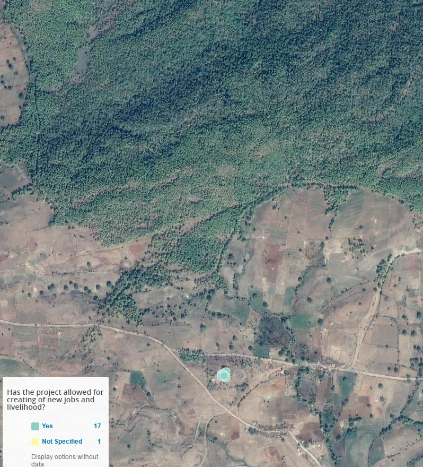 Has the project allowed for
creating of new jobs and
livelihood?
Yes 17
Not Specified 1
Display options without
data